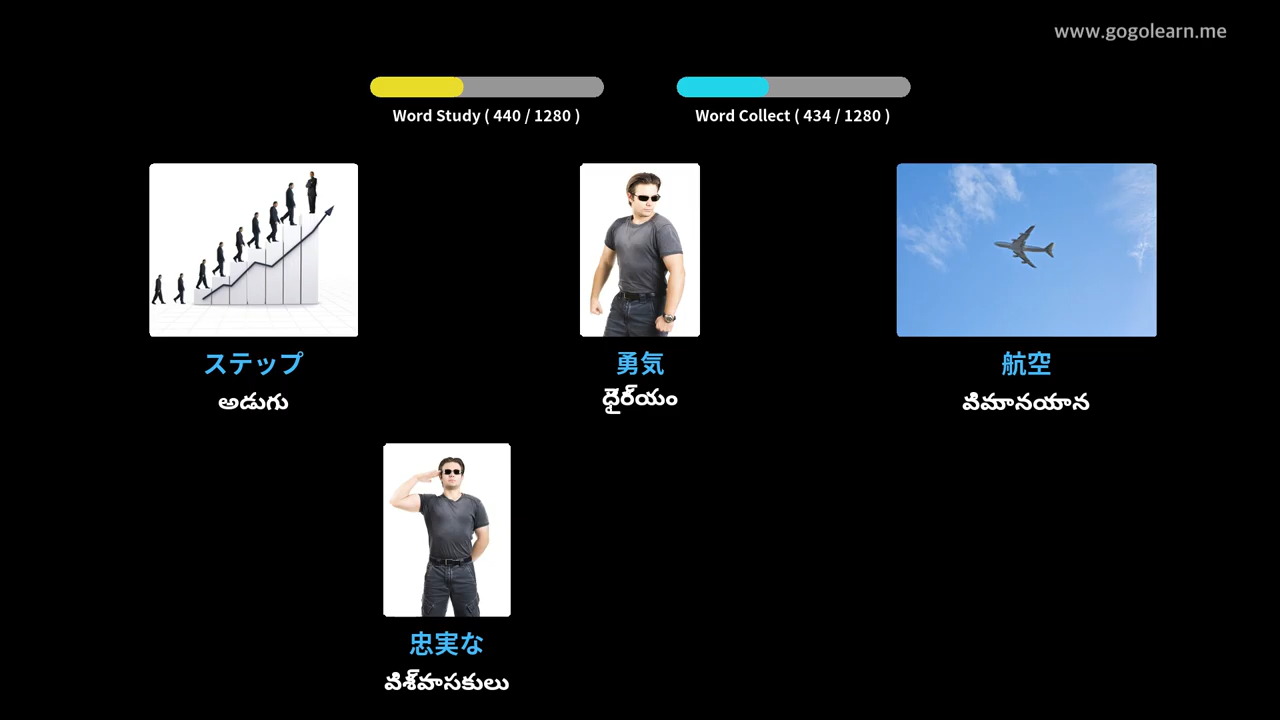 www.gogolearn.me
Word Study ( 440 / 1280 )
Word Collect ( 434 / 1280 )
ステップ
అడుగు
勇気
ధైర్యం
航空
విమానయాన
忠実な
విశ్వాసకులు